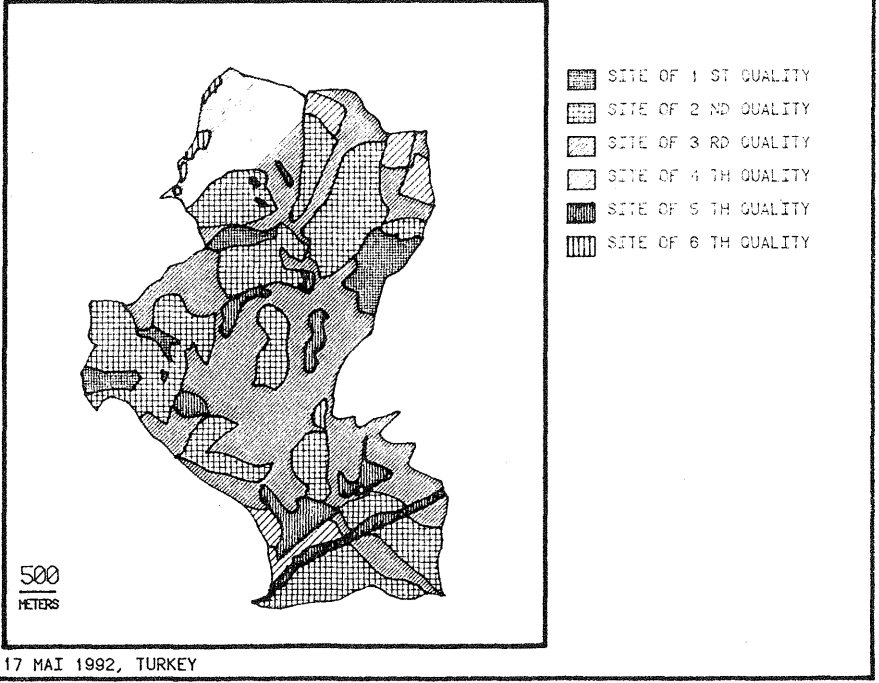 SITE OF 1 ST QUALITY
SITE OF 2 ND QUALITY
SITE OF 3 RD QUALITY
SITE OF 4 TH QUALITY
SITE OF 5 TH QUALITY
SITE OF 6 TH QUALITY
500
METERS
17 MAI 1992, TURKEY